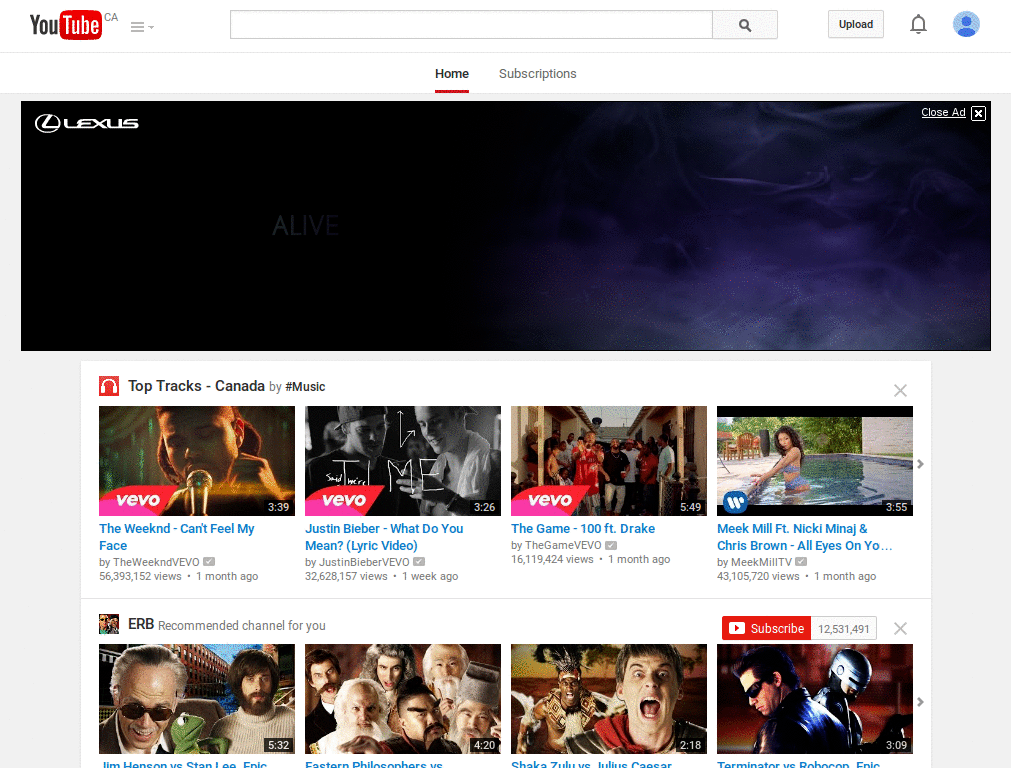 YouTube CA
Upload
Home Subscriptions
LEXUS
Close Ad
ALIVE
Top Tracks - Canada by #Music
vevo 3:39
Said They're TIME vevo 3:26
vevo 5:49
W 3:55
The Weeknd - Can't Feel My
Face
by TheWeekndVEVO
56,393,152 views • 1 month ago
Justin Bieber - What Do You
Mean? (Lyric Video)
by JustinBieberVEVO
32,628,157 views • 1 week ago
The Game - 100 ft. Drake
by TheGameVEVO
16,119,424 views • 1 month ago
Meek Mill Ft. Nicki Minaj &
Chris Brown - All Eyes On Yo…
by MeekMillTV
43,105,720 views • 1 month ago
ERB Recommended channel for you
Subscribe 12,531,491
5:32
4:20
2:18
3:09
Jim Henson vs Stan Lee. Epic
Eastern Philosophers vs
Shaka Zulu vs Julius Caesar.
Terminator vs Robocop. Epic